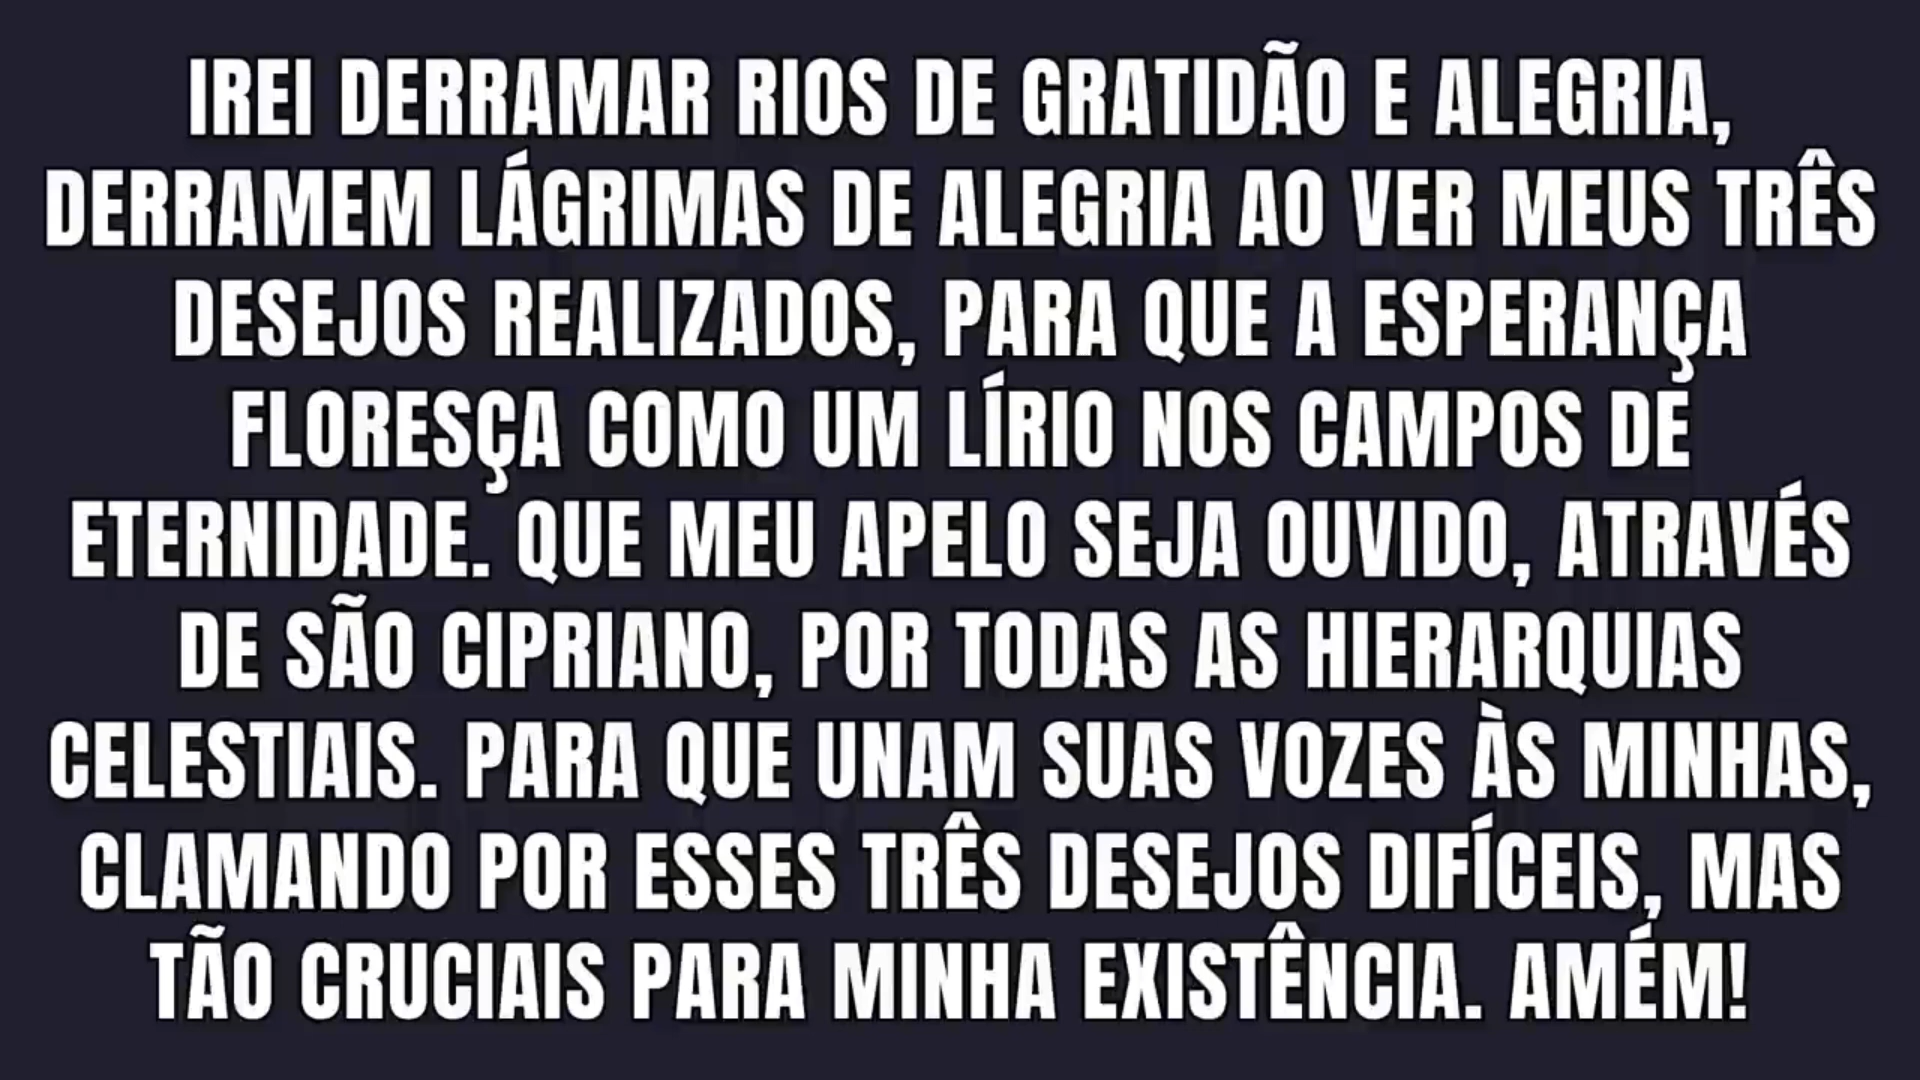 IREI DERRAMAR RIOS DE GRATIDÃO E ALEGRIA,
DERRAMEM LÁGRIMAS DE ALEGRIA AO VER MEUS TRÊS
DESEJOS REALIZADOS, PARA QUE A ESPERANÇA
FLORESÇA COMO UM LÍRIO NOS CAMPOS DE
ETERNIDADE. QUE MEU APELO SEJA OUVIDO, ATRAVÉS
DE SÃO CIPRIANO, POR TODAS AS HIERARQUIAS
CELESTIAIS. PARA QUE UNAM SUAS VOZES ÀS MINHAS,
CLAMANDO POR ESSES TRÊS DESEJOS DIFÍCEIS, MAS
TÃO CRUCIAIS PARA MINHA EXISTÊNCIA. AMÉM!